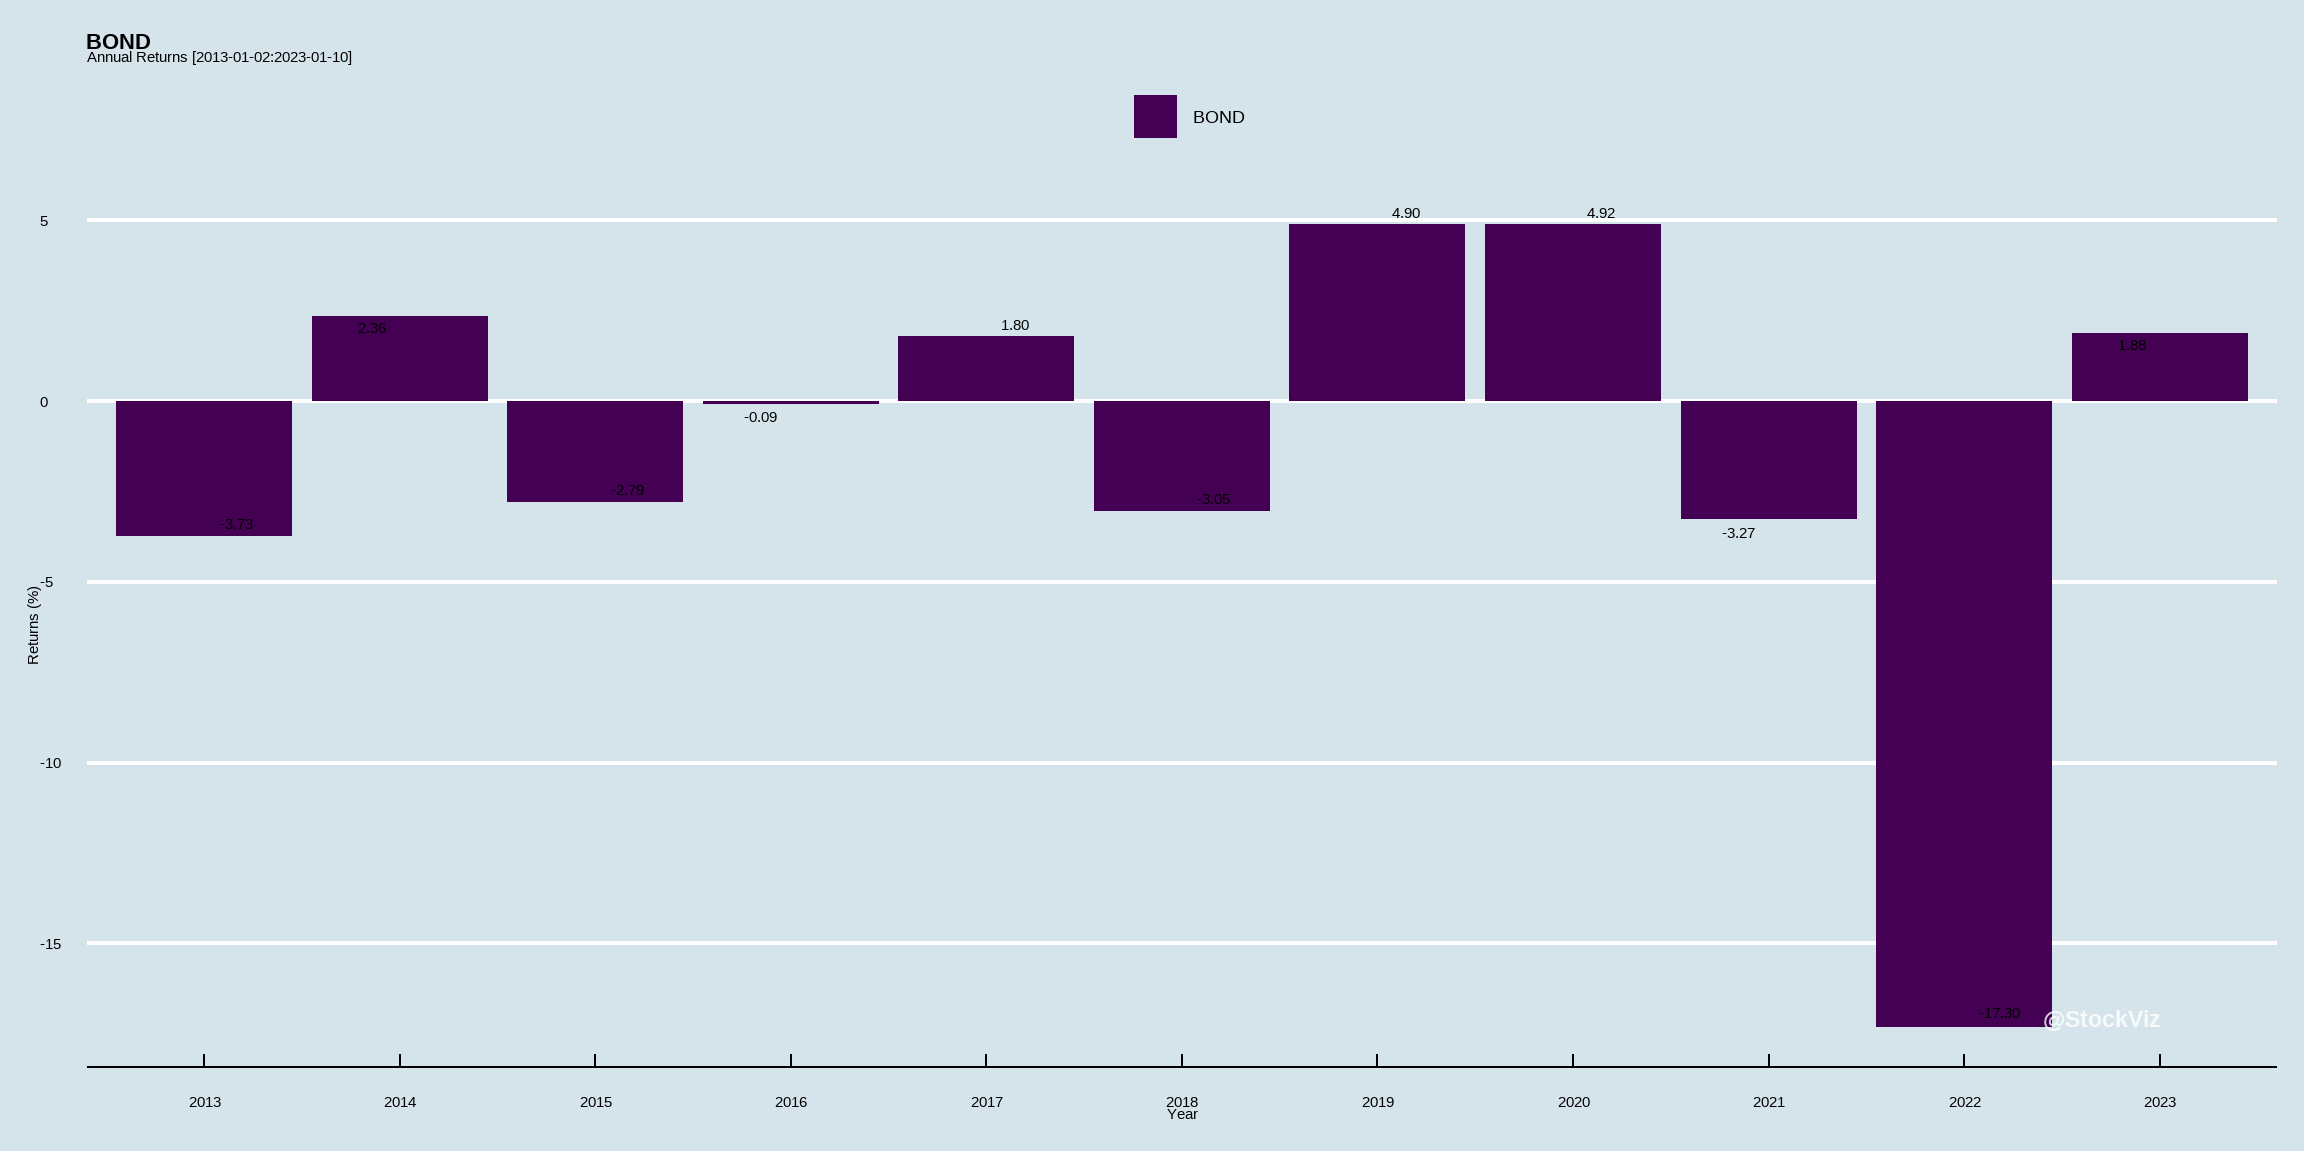 BOND
Annual Returns [2013-01-02:2023-01-10]
BOND
5
4.90
4.92
2.36
1.80
1.88
0
-0.09
-2.79
-3.05
-3.73
-3.27
-5
Returns (%)
-10
-15
-17.30
@StockViz
2013 2014 2015 2016 2017 2018 2019 2020 2021 2022 2023
Year